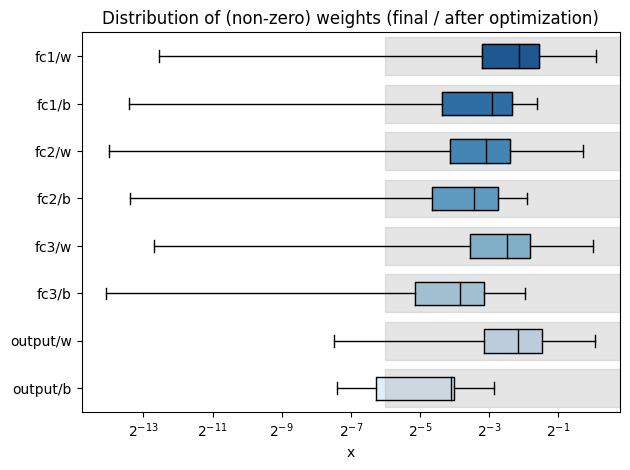 Distribution of (non-zero) weights (final / after optimization)
fc1/w
fc1/b
fc2/w
fc2/b
fc3/w
fc3/b
output/w
output/b
2⁻¹³ 2⁻¹¹ 2⁻⁹ 2⁻⁷ 2⁻⁵ 2⁻³ 2⁻¹
x